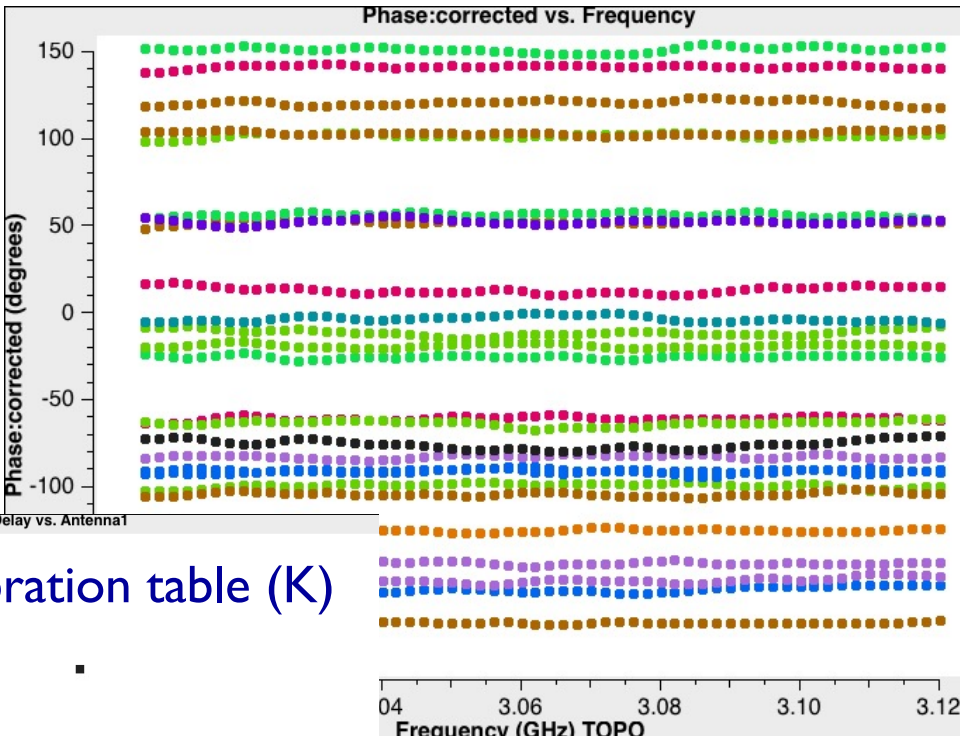 Phase:corrected vs. Frequency
Phase:corrected (degrees)
150
100
50
0
-50
-100
Delay vs. Antenna1
oration table (K)
04
3.06
3.08
3.10
3.12
Frequency (GHz) TOPO